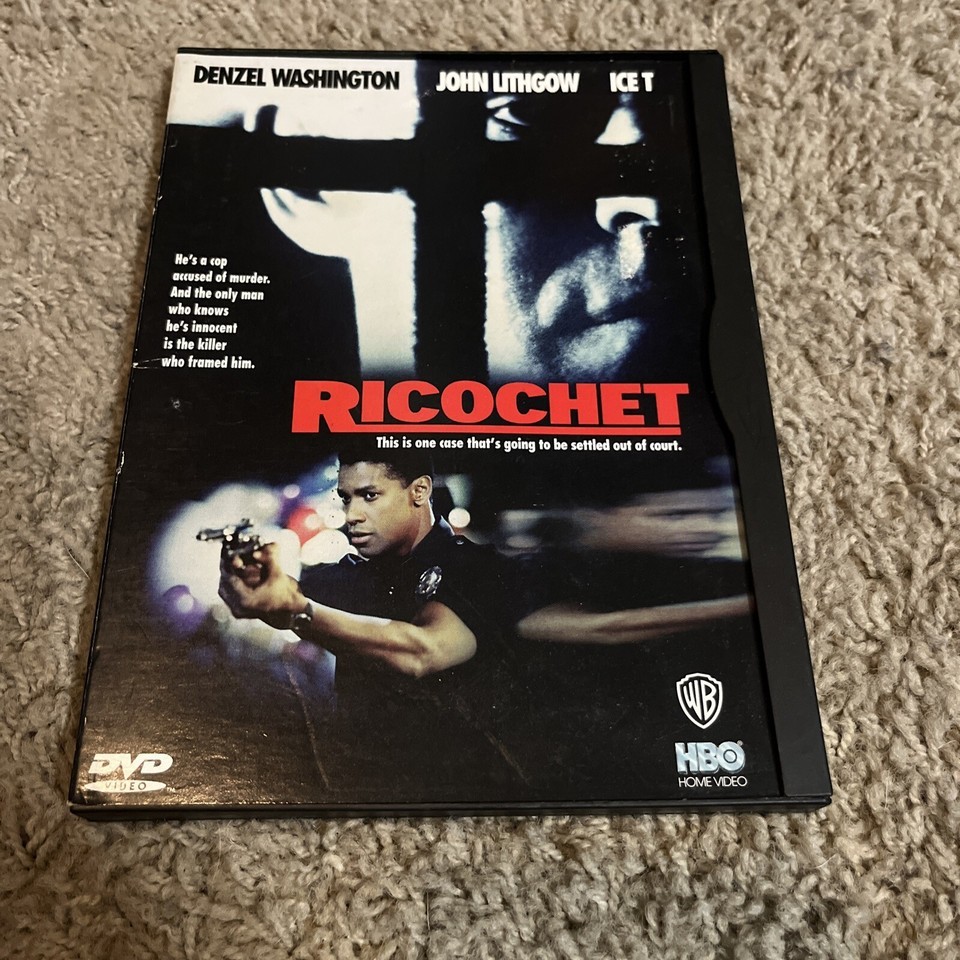 DENZEL WASHINGTON JOHN LITHGOW ICE T
He's a cop
accused of murder.
And the only man
who knows
he's innocent
is the killer
who framed him.
RICOCHET
This is one case that's going to be settled out of court.
WB
HBO®
HOME VIDEO
DVD
VIDEO™